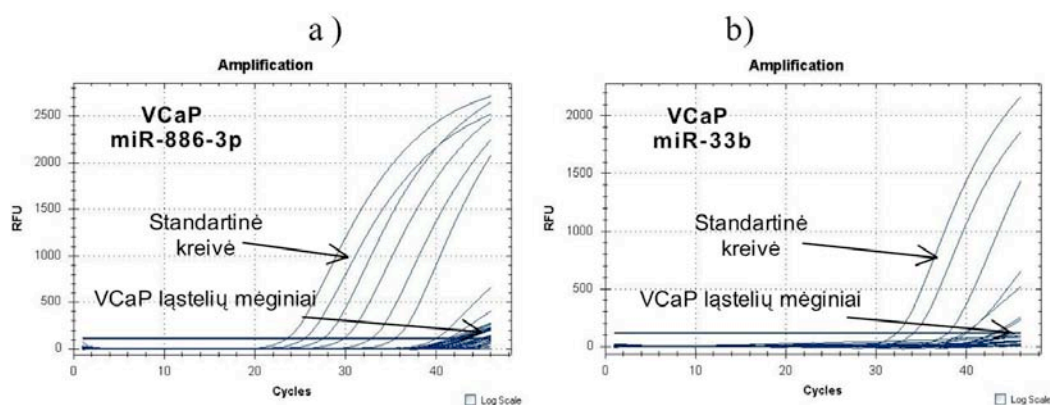 a )
Amplification
VCaP
miR-886-3p
2500
2000
1500
1000
500
0
RFU
Standartinė
kreivė
VCaP ląstelių mėginiai
0
10
20
30
40
Cycles
Log Scale
b)
Amplification
VCaP
miR-33b
2000
1500
1000
500
0
RFU
Standartinė
kreivė
VCaP ląstelių mėginiai
0
10
20
30
40
Cycles
Log Scale